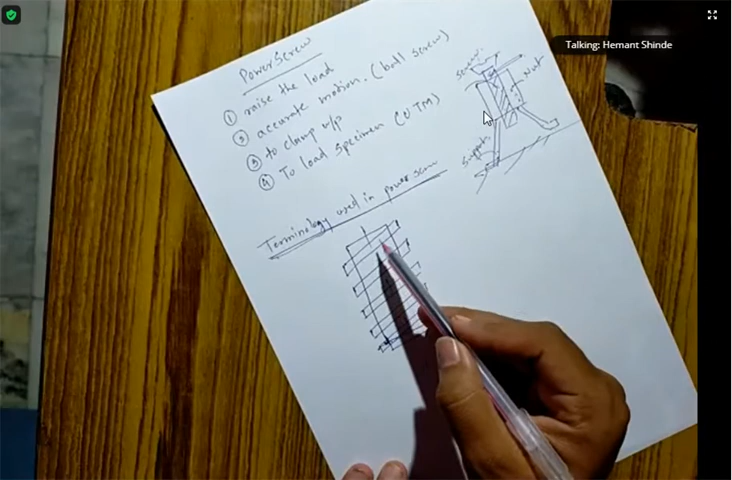 Talking: Hemant Shinde
Power Screw
① raise the load
② accurate motion. (ball screw)
③ to clamp w/p
④ To load specimen (UTM)
Screw
Nut
Support
Terminology used in power screw